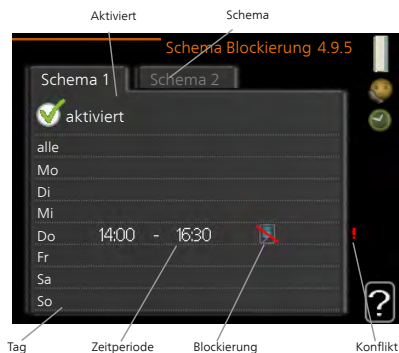 Aktiviert Schema
Schema Blockierung 4.9.5
Schema 1 Schema 2
aktiviert
alle
Mo
Di
Mi
Do 14:00 - 16:30 !
Fr
Sa
So
?
Tag Zeitperiode Blockierung Konflikt